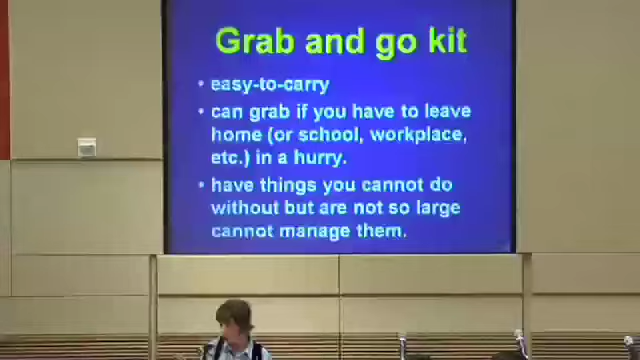 Grab and go kit
• easy-to-carry
• can grab if you have to leave
home (or school, workplace,
etc.) in a hurry.
• have things you cannot do
without but are not so large
cannot manage them.